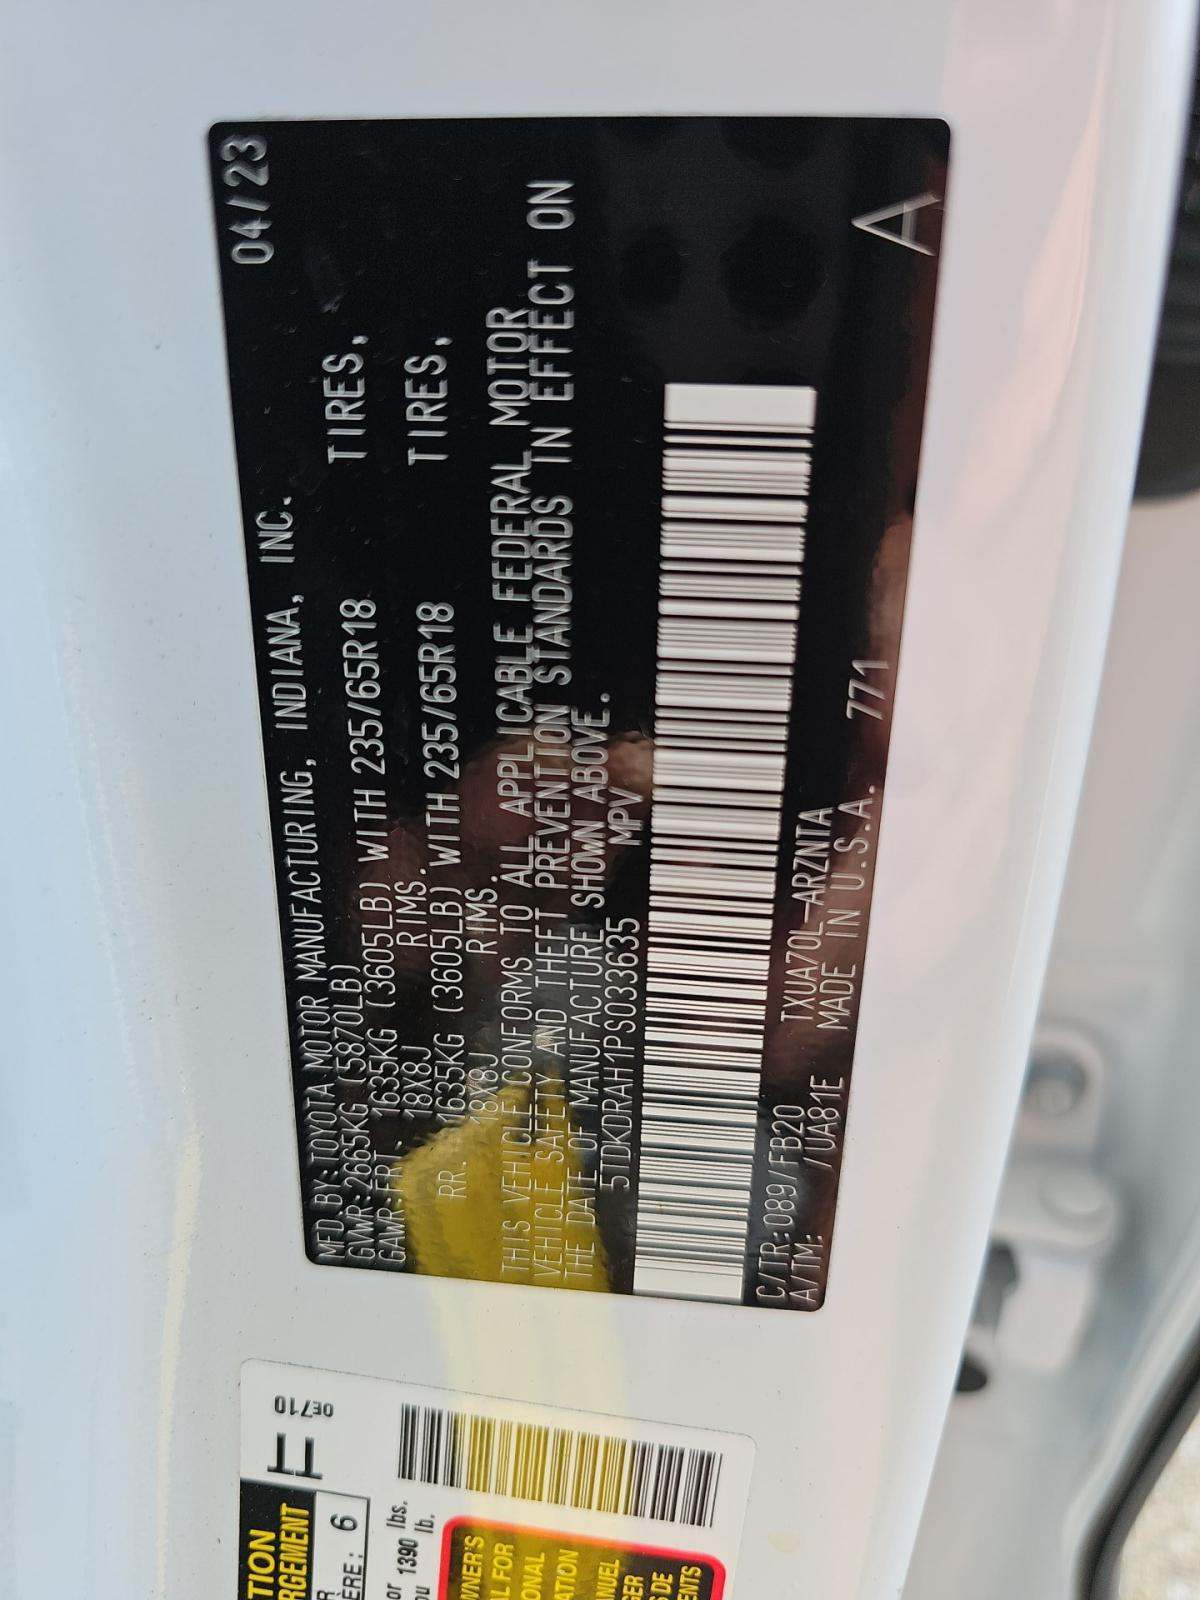 MFD BY:TOYOTA MOTOR MANUFACTURING, INDIANA, INC. 04/23
GVWR:2665KG (5870LB)
GAWR:FRT. 1635KG (3605LB) WITH 235/65R18 TIRES,
18X8J RIMS.
RR. 1635KG (3605LB) WITH 235/65R18 TIRES,
18X8J RIMS.
THIS VEHICLE CONFORMS TO ALL APPLICABLE FEDERAL MOTOR
VEHICLE SAFETY AND THEFT PREVENTION STANDARDS IN EFFECT ON
THE DATE OF MANUFACTURE SHOWN ABOVE.
5TDKDRAH1PS033635 MPV
C/TR:089/FB20 TXUA70L-ARZNTA
A/TM: /UA81E MADE IN U.S.A. 771 A
0E710
6
or 1390 lbs.
lb.